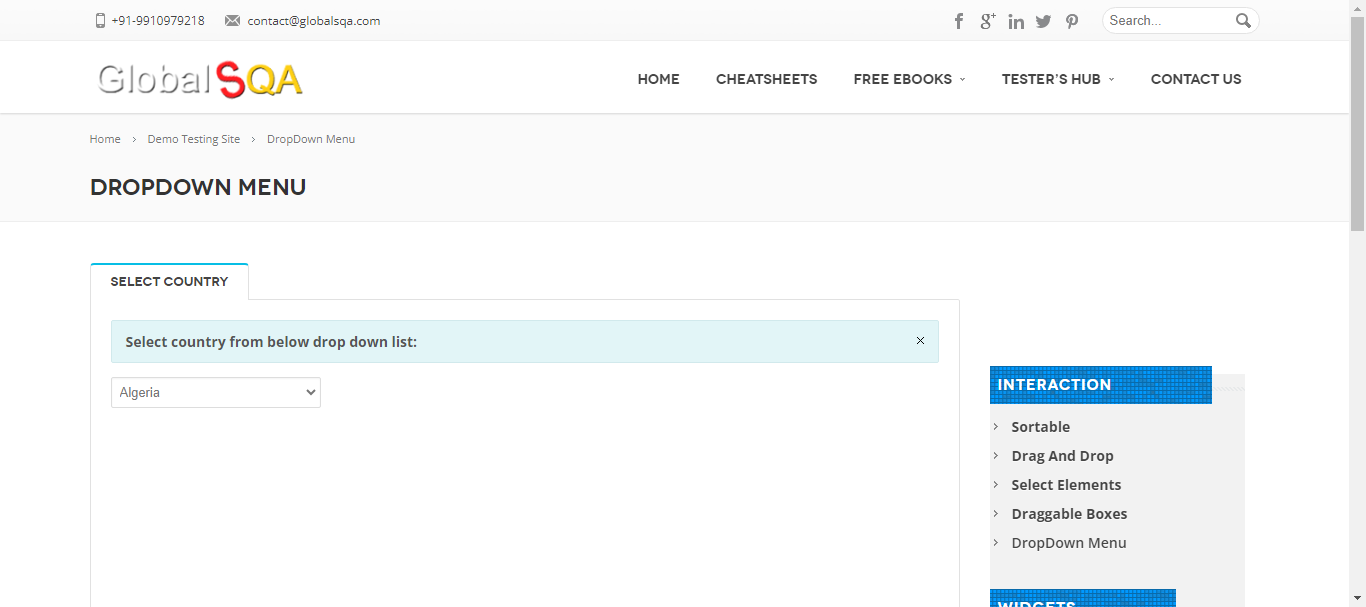 +91-9910979218 contact@globalsqa.com Search...
GlobalSQA HOME CHEATSHEETS FREE EBOOKS TESTER'S HUB CONTACT US
Home › Demo Testing Site › DropDown Menu
DROPDOWN MENU
SELECT COUNTRY
Select country from below drop down list:
Algeria
INTERACTION
Sortable
Drag And Drop
Select Elements
Draggable Boxes
DropDown Menu
WIDGETS